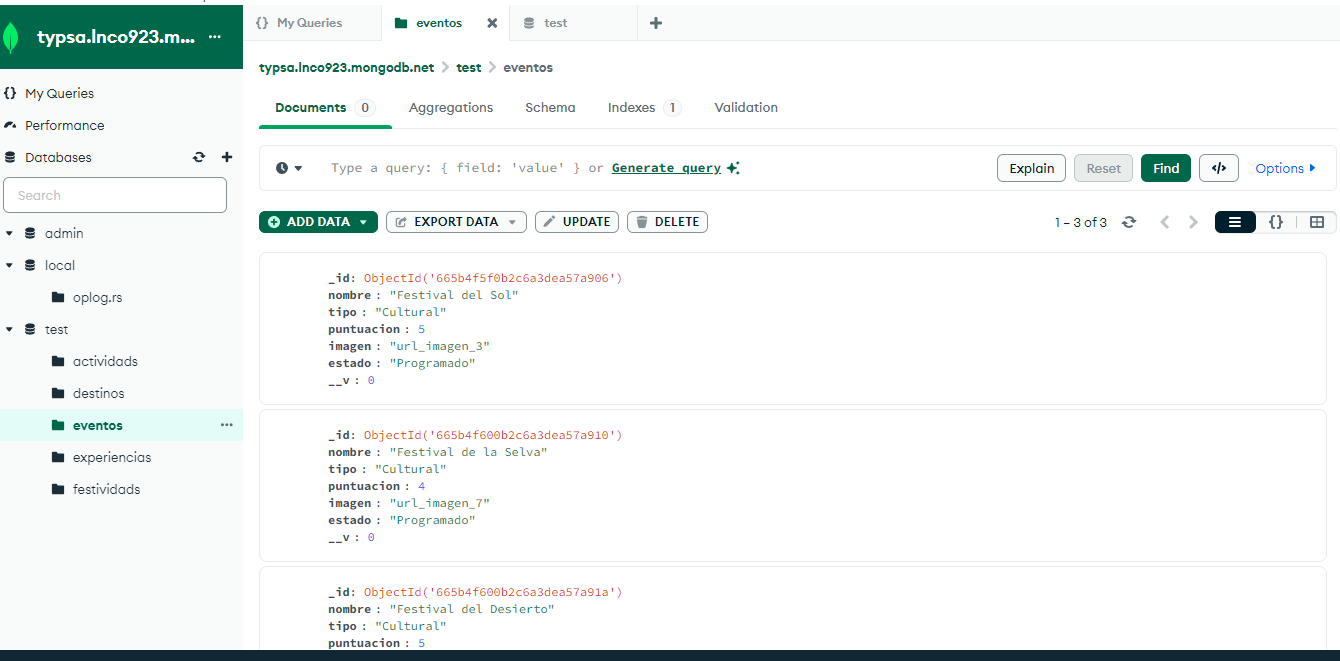 typsa.lnco923.m...
My Queries
eventos
test
typsa.lnco923.mongodb.net > test > eventos
My Queries
Performance
Databases
Search
admin
local
oplog.rs
test
actividads
destinos
eventos
experiencias
festividads
Documents 0 Aggregations Schema Indexes 1 Validation
Type a query: { field: 'value' } or Generate query
Explain Reset Find </> Options
ADD DATA EXPORT DATA UPDATE DELETE
1 – 3 of 3
{}
_id: ObjectId('665b4f5f0b2c6a3dea57a906')
nombre : "Festival del Sol"
tipo : "Cultural"
puntuacion : 5
imagen : "url_imagen_3"
estado : "Programado"
__v : 0
_id: ObjectId('665b4f600b2c6a3dea57a910')
nombre : "Festival de la Selva"
tipo : "Cultural"
puntuacion : 4
imagen : "url_imagen_7"
estado : "Programado"
__v : 0
_id: ObjectId('665b4f600b2c6a3dea57a91a')
nombre : "Festival del Desierto"
tipo : "Cultural"
puntuacion : 5